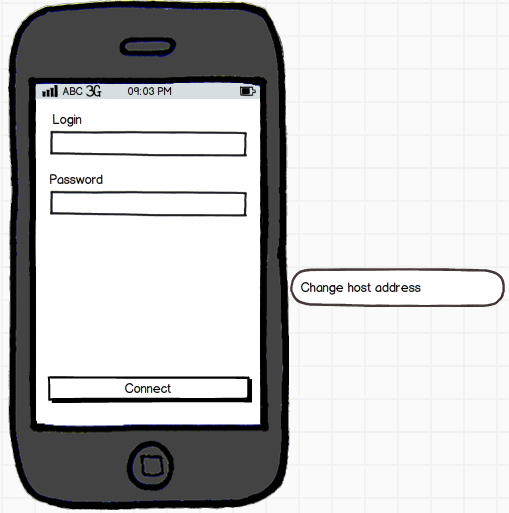 ABC 3G 09:03 PM
Login
Password
Change host address
Connect